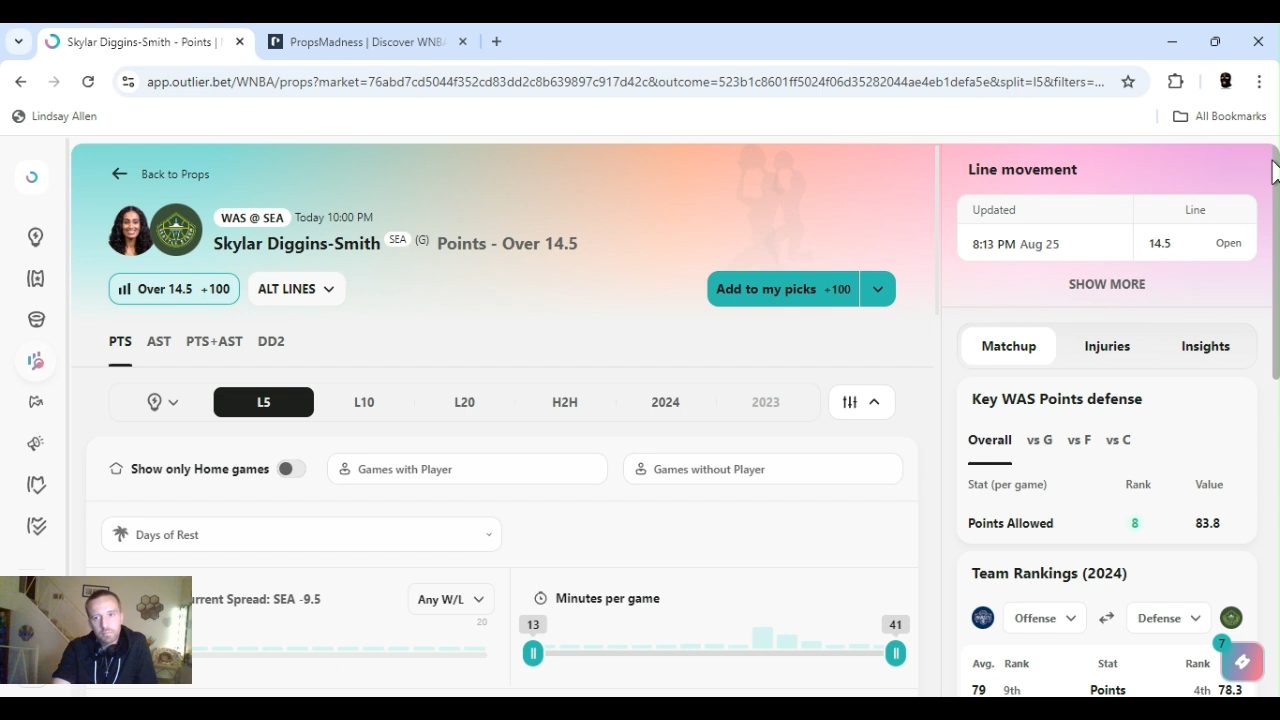 Skylar Diggins-Smith - Points |
PropsMadness | Discover WNB
app.outlier.bet/WNBA/props?market=76abd7cd5044f352cd83dd2c8b639897c917d42c&outcome=523b1c8601ff5024f06d35282044ae4eb1defa5e&split=l5&filters=...
Lindsay Allen
All Bookmarks
Back to Props
WAS @ SEA Today 10:00 PM
Skylar Diggins-Smith SEA (G) Points - Over 14.5
Over 14.5 +100
ALT LINES
Add to my picks +100
PTS AST PTS+AST DD2
L5 L10 L20 H2H 2024 2023
Show only Home games
Games with Player
Games without Player
Days of Rest
rrent Spread: SEA -9.5
Any W/L
20
Minutes per game
13
41
Line movement
Updated Line
8:13 PM Aug 25 14.5 Open
SHOW MORE
Matchup Injuries Insights
Key WAS Points defense
Overall vs G vs F vs C
Stat (per game) Rank Value
Points Allowed 8 83.8
Team Rankings (2024)
Offense Defense
7
Avg. Rank Stat Rank
79 9th Points 4th 78.3